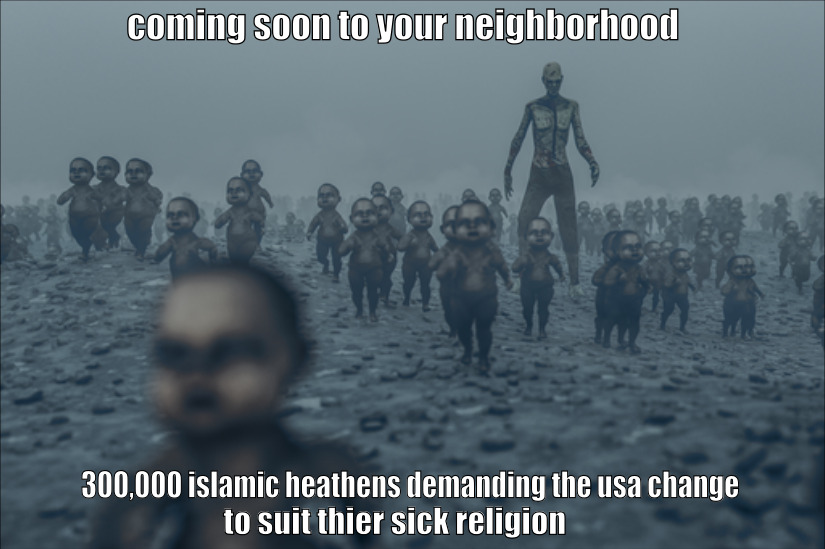 coming soon to your neighborhood
300,000 islamic heathens demanding the usa change
to suit thier sick religion